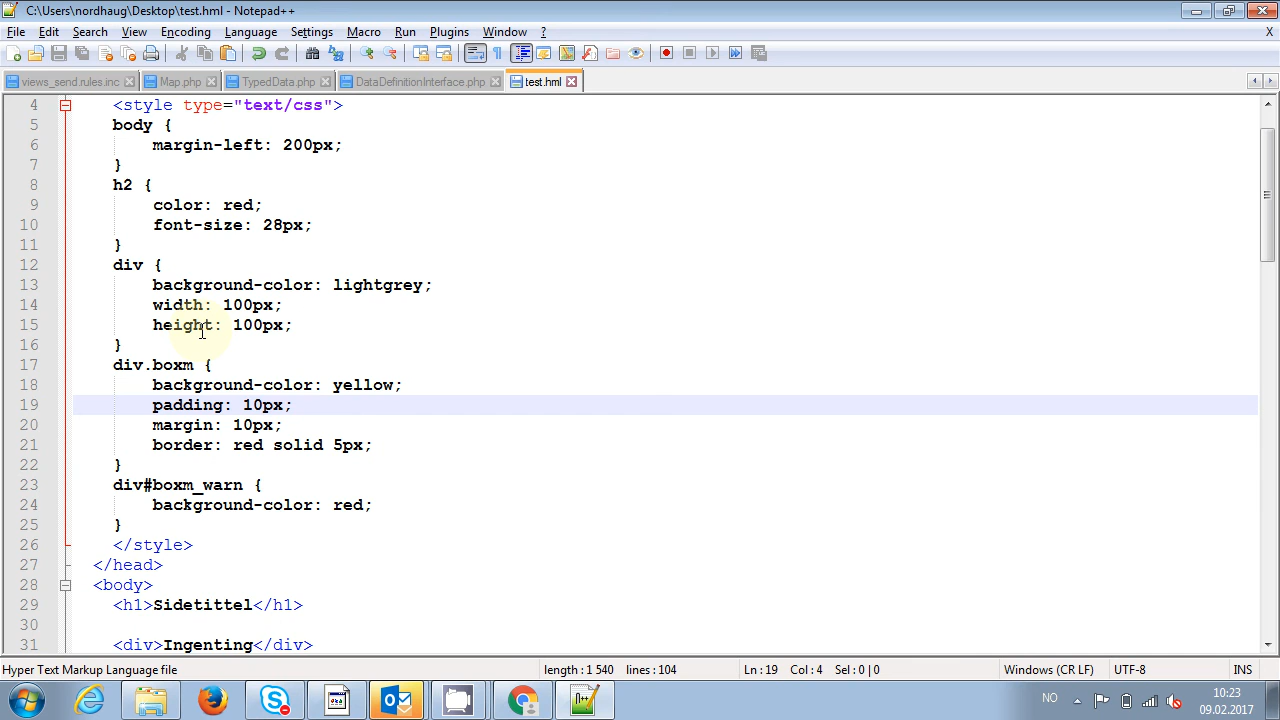 C:\Users\nordhaug\Desktop\test.hml - Notepad++
File Edit Search View Encoding Language Settings Macro Run Plugins Window ? X
views_send.rules.inc Map.php TypedData.php DataDefinitionInterface.php test.hml
4 <style type="text/css">
5 body {
6 margin-left: 200px;
7 }
8 h2 {
9 color: red;
10 font-size: 28px;
11 }
12 div {
13 background-color: lightgrey;
14 width: 100px;
15 height: 100px;
16 }
17 div.boxm {
18 background-color: yellow;
19 padding: 10px;
20 margin: 10px;
21 border: red solid 5px;
22 }
23 div#boxm_warn {
24 background-color: red;
25 }
26 </style>
27 </head>
28 <body>
29 <h1>Sidetittel</h1>
30
31 <div>Ingenting</div>
Hyper Text Markup Language file length : 1 540 lines : 104 Ln : 19 Col : 4 Sel : 0 | 0 Windows (CR LF) UTF-8 INS
NO 10:23
09.02.2017